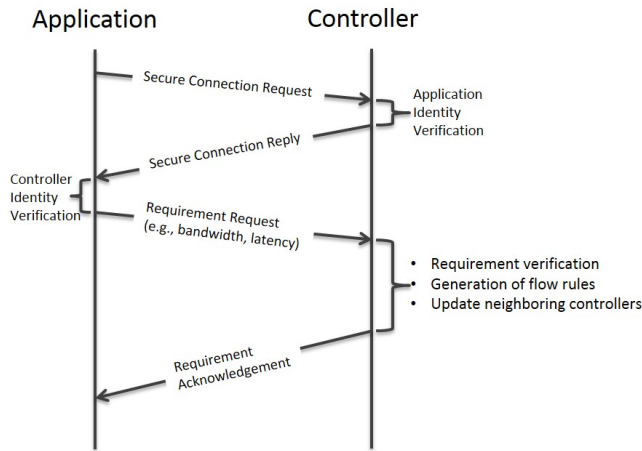 Application
Controller
Secure Connection Request
Application
Identity
Verification
Secure Connection Reply
Controller
Identity
Verification
Requirement Request
(e.g., bandwidth, latency)
• Requirement verification
• Generation of flow rules
• Update neighboring controllers
Requirement
Acknowledgement